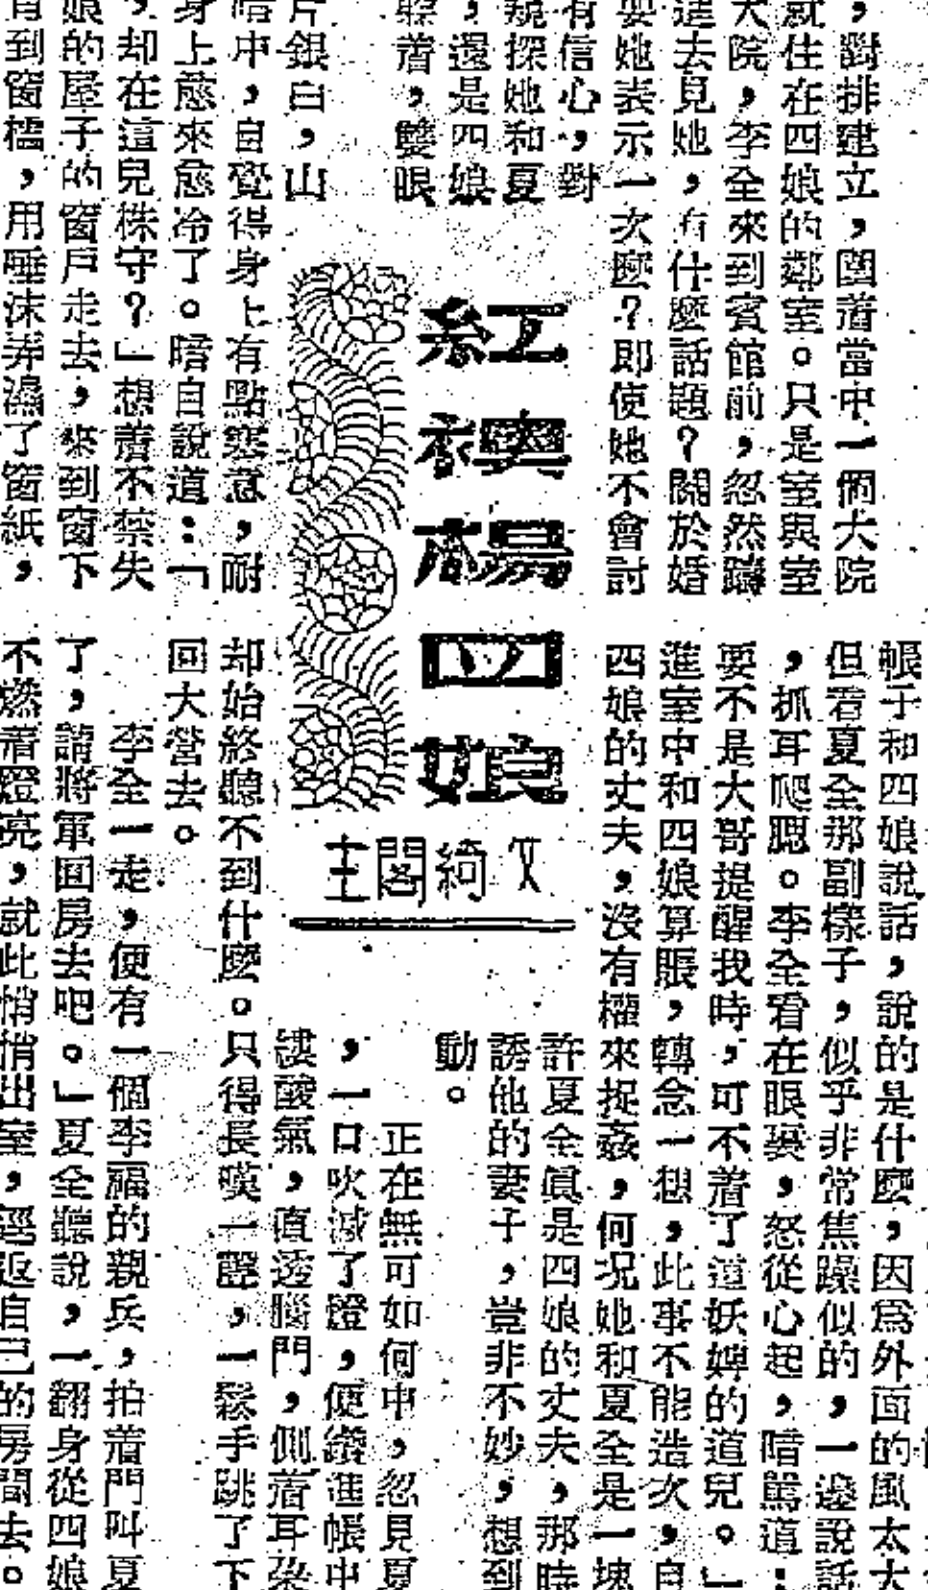 ，對排建立，圍着當中一個大院
就住在四娘的鄰室。只是室與室
大院，李全來到賓館前，忽然躊
進去見她，有什麼話題？關於婚
要她表示一次麼？即使她不會討
有信心，對
窺探她和夏
，還是四娘
聽着，雙眼
紅襖楊四娘
文綺閣主
片銀白，山
暗中，自覺得身上有點寒意，耐
身上愈來愈冷了。暗自說道：「
，却在這兒株守？」想着不禁失
娘的屋子的窗戶走去，來到窗下
到窗檽，用唾沫弄濕了窗紙，
帳子和四娘說話，說的是什麼，因爲外面的風太大
但看夏全那副樣子，似乎非常焦躁似的，一邊說話
，抓耳爬腮。李全看在眼裏，怒從心起，暗罵道：
要不是大哥提醒我時，可不着了這妖婢的道兒。」
進室中和四娘算賬，轉念一想，此事不能造次，自
四娘的丈夫，沒有權來捉姦，何況她和夏全是一塊
許夏全眞是四娘的丈夫，那時
誘他的妻子，豈非不妙，想到
動。
正在無可如何中，忽見夏
，一口吹滅了燈，便鑽進帳中
縷酸氣，直透腦門，側着耳朶
却始終聽不到什麼。只得長嘆一聲，一鬆手跳了下
回大營去。
李全一走，便有一個李福的親兵，拍着門叫夏
了，請將軍囬房去吧。」夏全聽說，一翻身從四娘
不燃着燈亮，就此悄悄出室，逕返自己的房間去。